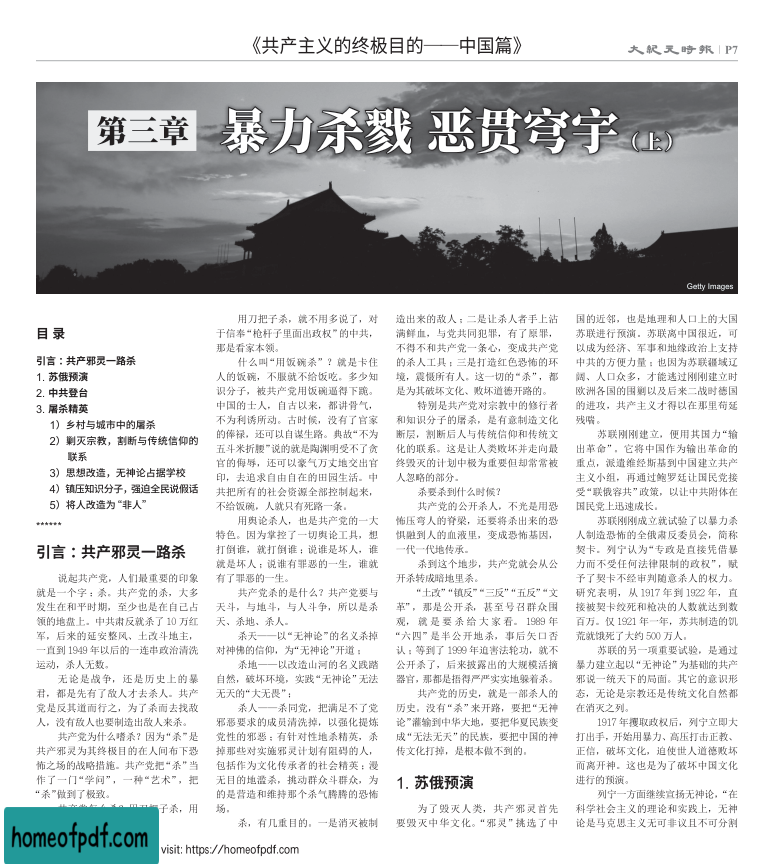 《共产主义的终极目的——中国篇》
大紀元時報 | P7
第三章 暴力杀戮 恶贯穹宇（上）
Getty Images
目 录
引言：共产邪灵一路杀
1. 苏俄预演
2. 中共登台
3. 屠杀精英
1）乡村与城市中的屠杀
2）剿灭宗教，割断与传统信仰的
联系
3）思想改造，无神论占据学校
4）镇压知识分子，强迫全民说假话
5）将人改造为“非人”
******
引言：共产邪灵一路杀
说起共产党，人们最重要的印象
就是一个字：杀。共产党的杀，大多
发生在和平时期，至少也是在自己占
领的地盘上。中共肃反就杀了 10 万红
军，后来的延安整风、土改斗地主，
一直到 1949 年以后的一连串政治清洗
运动，杀人无数。
无论是战争，还是历史上的暴
君，都是先有了敌人才去杀人。共产
党是反其道而行之，为了杀而去找敌
人，没有敌人也要制造出敌人来杀。
共产党为什么嗜杀？因为“杀”是
共产邪灵为其终极目的在人间布下恐
怖之场的战略措施。共产党把“杀”当
作了一门“学问”，一种“艺术”，把
“杀”做到了极致。
用刀把子杀，就不用多说了，对
于信奉“枪杆子里面出政权”的中共，
那是看家本领。
什么叫“用饭碗杀”？就是卡住
人的饭碗，不服就不给饭吃。多少知
识分子，被共产党用饭碗逼得下跪。
中国的士人，自古以来，都讲骨气，
不为利诱所动。古时候，没有了官家
的俸禄，还可以自谋生路。典故“不为
五斗米折腰”说的就是陶渊明受不了贪
官的侮辱，还可以豪气万丈地交出官
印，去追求自由自在的田园生活。中
共把所有的社会资源全部控制起来，
不给饭碗，人就只有死路一条。
用舆论杀人，也是共产党的一大
特色。因为掌控了一切舆论工具，想
打倒谁，就打倒谁；说谁是坏人，谁
就是坏人；说谁有罪恶的一生，谁就
有了罪恶的一生。
共产党杀的是什么？共产党要与
天斗，与地斗，与人斗争，所以是杀
天、杀地、杀人。
杀天——以“无神论”的名义杀掉
对神佛的信仰，为“无神论”开道；
杀地——以改造山河的名义践踏
自然，破坏环境，实践“无神论”无法
无天的“大无畏”；
杀人——杀同党，把满足不了党
邪恶要求的成员清洗掉，以强化提炼
党性的邪恶；有针对性地杀精英，杀
掉那些对实施邪灵计划有阻碍的人，
包括作为文化传承者的社会精英；漫
无目的地滥杀，挑动群众斗群众，为
的是营造和维持那个杀气腾腾的恐怖
场。
杀，有几重目的。一是消灭被制
造出来的敌人；二是让杀人者手上沾
满鲜血，与党共同犯罪，有了原罪，
不得不和共产党一条心，变成共产党
的杀人工具；三是打造红色恐怖的环
境，震慑所有人。这一切的“杀”，都
是为其破坏文化、败坏道德开路的。
特别是共产党对宗教中的修行者
和知识分子的屠杀，是有意制造文化
断层，割断后人与传统信仰和传统文
化的联系。这是让人类败坏并走向最
终毁灭的计划中极为重要但却常常被
人忽略的部分。
杀要杀到什么时候？
共产党的公开杀人，不光是用恐
怖压弯人的脊梁，还要将杀出来的恐
惧融到人的血液里，变成恐怖基因，
一代一代地传承。
杀到这个地步，共产党就会从公
开杀转成暗地里杀。
“土改”“镇反”“三反”“五反”“文
革”，那是公开杀，甚至号召群众围
观，就是要杀给大家看。1989 年
“六四”是半公开地杀，事后矢口否
认；等到了 1999 年迫害法轮功，就不
公开杀了，后来披露出的大规模活摘
器官，那都是捂得严严实实地躲着杀。
共产党的历史，就是一部杀人的
历史。没有“杀”来开路，要把“无神
论”灌输到中华大地，要把华夏民族变
成“无法无天”的民族，要把中国的神
传文化打掉，是根本做不到的。
1. 苏俄预演
为了毁灭人类，共产邪灵首先
要毁灭中华文化。“邪灵”挑选了中
国的近邻，也是地理和人口上的大国
苏联进行预演。苏联离中国很近，可
以成为经济、军事和地缘政治上支持
中共的方便力量；也因为苏联疆域辽
阔、人口众多，才能逃过刚刚建立时
欧洲各国的围剿以及后来二战时德国
的进攻，共产主义才得以在那里苟延
残喘。
苏联刚刚建立，便用其国力“输
出革命”。它将中国作为输出革命的
重点，派遣维经斯基到中国建立共产
主义小组，再通过鲍罗廷让国民党接
受“联俄容共”政策，以让中共附体在
国民党上迅速成长。
苏联刚刚成立就试验了以暴力杀
人制造恐怖的全俄肃反委员会，简称
契卡。列宁认为“专政是直接凭借暴
力而不受任何法律限制的政权”，赋
予了契卡不经审判随意杀人的权力。
研究表明，从 1917 年到 1922 年，直
接被契卡绞死和枪决的人数就达到数
百万。仅 1921 年一年，苏共制造的饥
荒就饿死了大约 500 万人。
苏联的另一项重要试验，是通过
暴力建立起以“无神论”为基础的共产
邪说一统天下的局面。其它的意识形
态，无论是宗教还是传统文化自然都
在消灭之列。
1917 年攫取政权后，列宁立即大
打出手，开始用暴力、高压打击正教、
正信，破坏文化，迫使世人道德败坏
而离开神。这也是为了破坏中国文化
进行的预演。
列宁一方面继续宣扬无神论，“在
科学社会主义的理论和实践上，无神
论是马克思主义无可非议且不可分割
homeofpdf.com
visit: https://homeofpdf.com